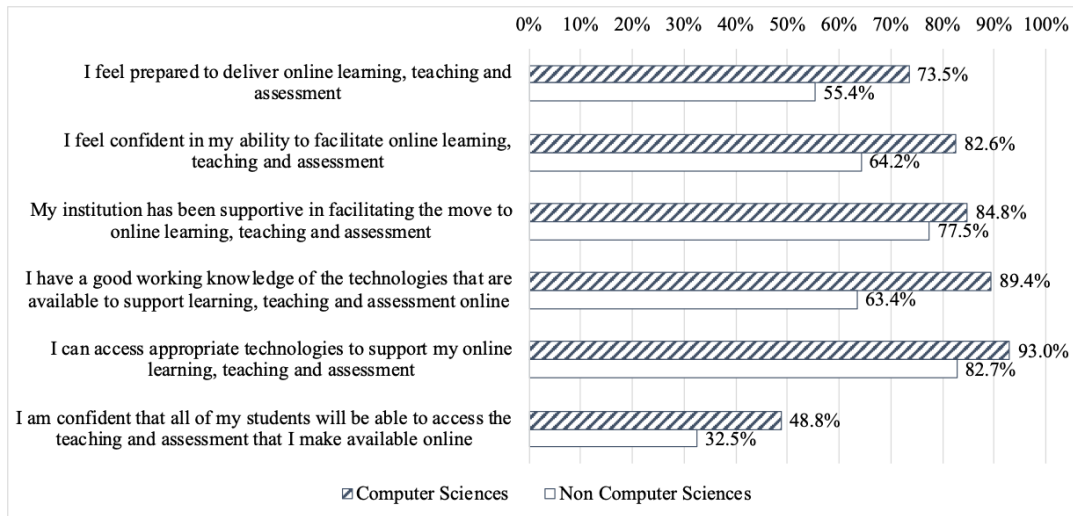 0% 10% 20% 30% 40% 50% 60% 70% 80% 90% 100%
I feel prepared to deliver online learning, teaching and
assessment
73.5%
55.4%
I feel confident in my ability to facilitate online learning,
teaching and assessment
82.6%
64.2%
My institution has been supportive in facilitating the move to
online learning, teaching and assessment
84.8%
77.5%
I have a good working knowledge of the technologies that are
available to support learning, teaching and assessment online
89.4%
63.4%
I can access appropriate technologies to support my online
learning, teaching and assessment
93.0%
82.7%
I am confident that all of my students will be able to access the
teaching and assessment that I make available online
48.8%
32.5%
Computer Sciences Non Computer Sciences